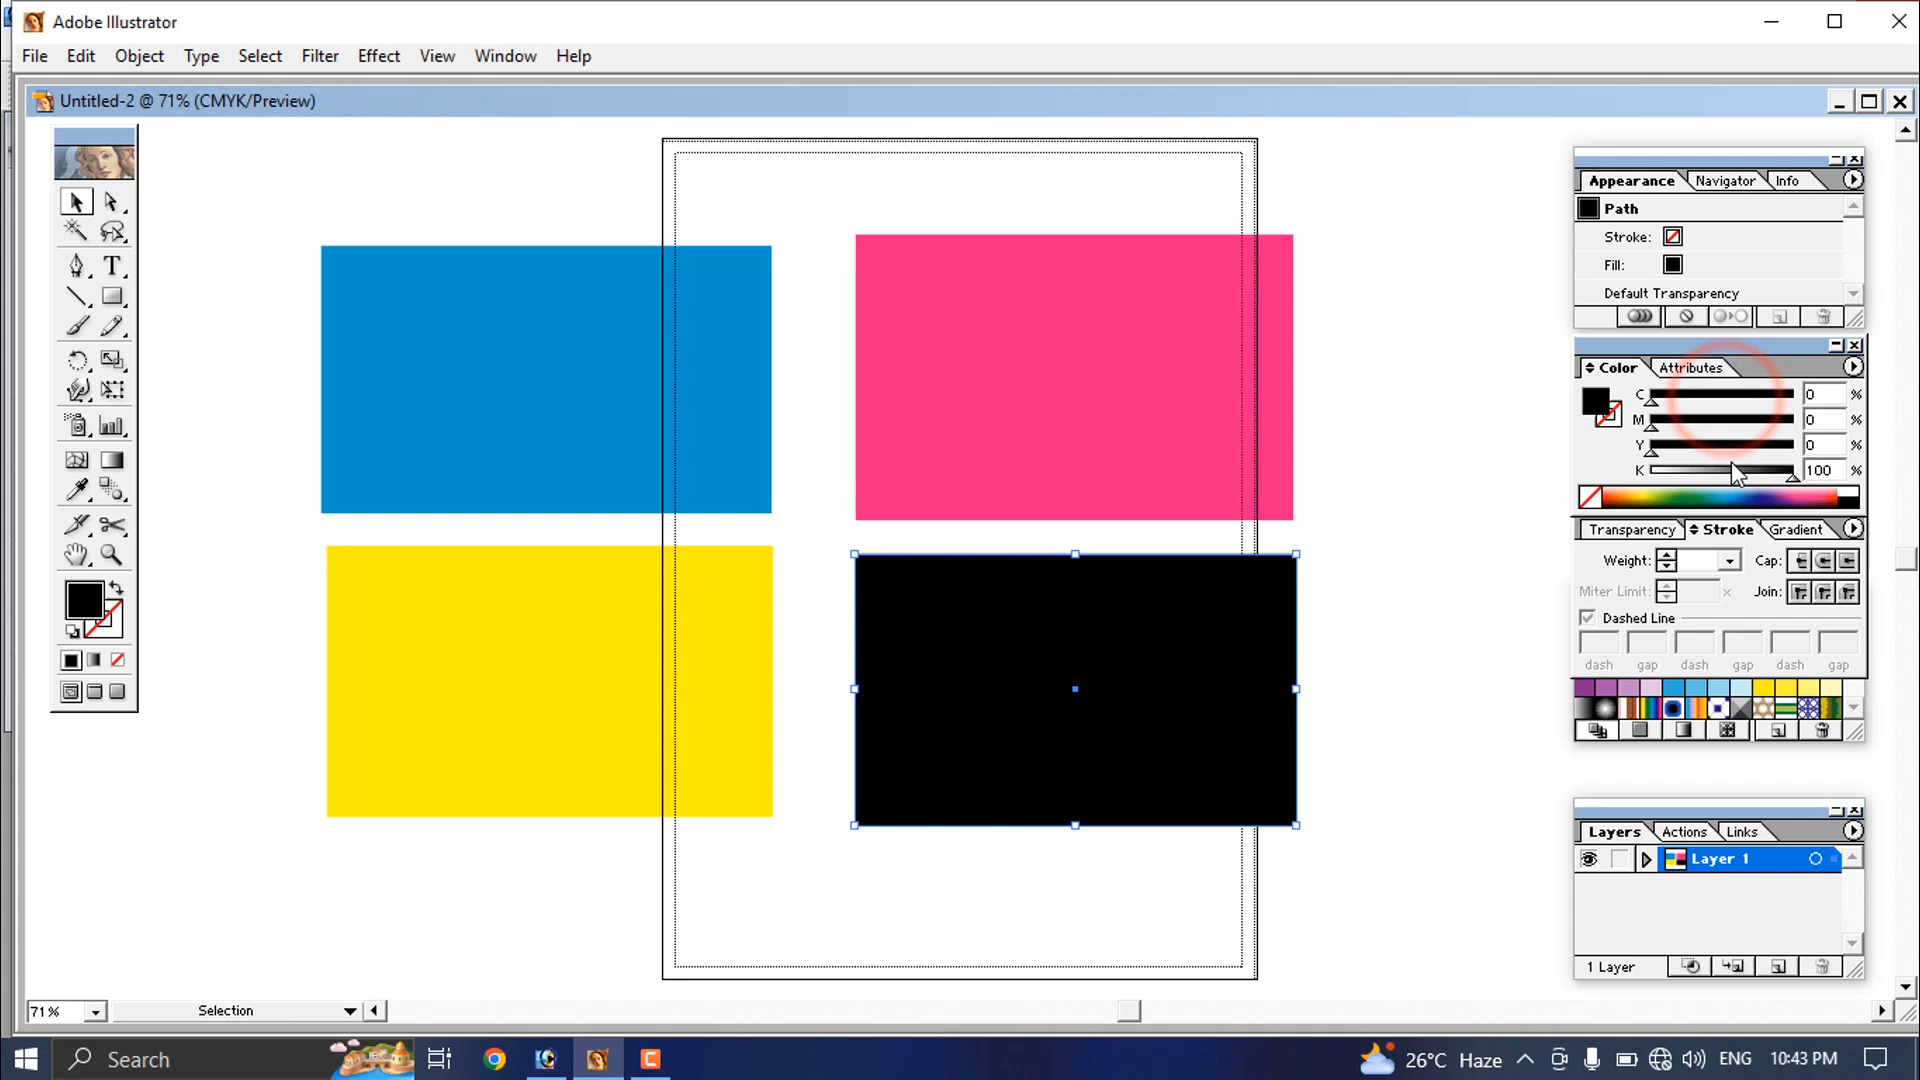 Adobe Illustrator
File Edit Object Type Select Filter Effect View Window Help
Untitled-2 @ 71% (CMYK/Preview)
Appearance Navigator Info
Path
Stroke:
Fill:
Default Transparency
Color Attributes
C 0 %
M 0 %
Y 0 %
K 100 %
Transparency Stroke Gradient
Weight: Cap:
Miter Limit: x Join:
Dashed Line
dash gap dash gap dash gap
Layers Actions Links
Layer 1
1 Layer
71% Selection
Search 26°C Haze ENG 10:43 PM